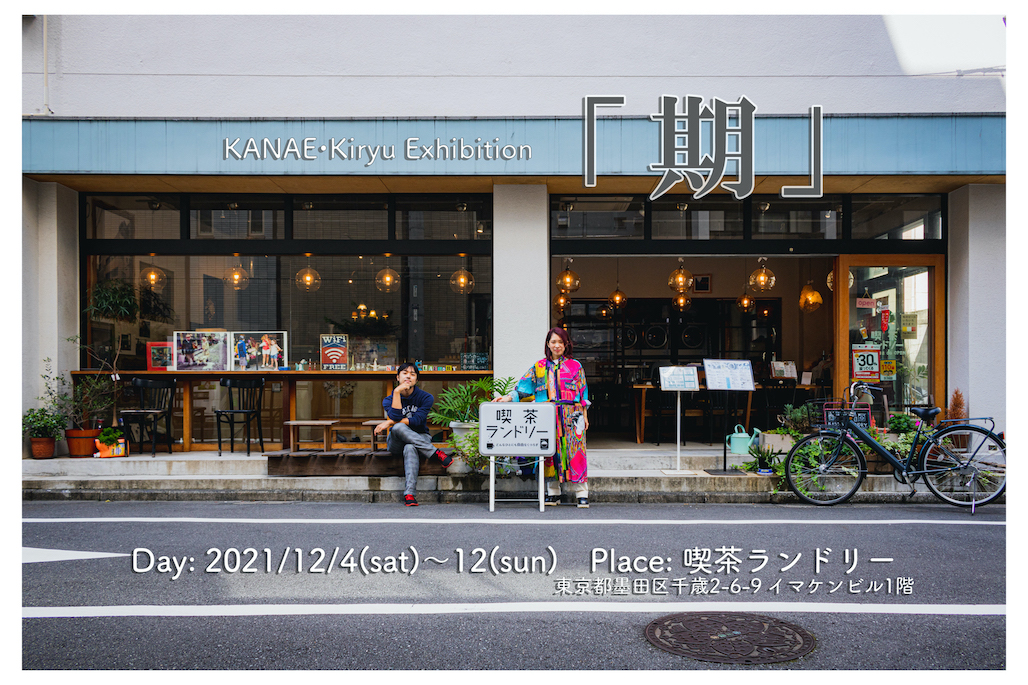 KANAE・Kiryu Exhibition 「期」
WiFi
FREE
open
30
喫茶
ランドリー
Day: 2021/12/4(sat)～12(sun)   Place: 喫茶ランドリー
東京都墨田区千歳2-6-9 イマケンビル1階